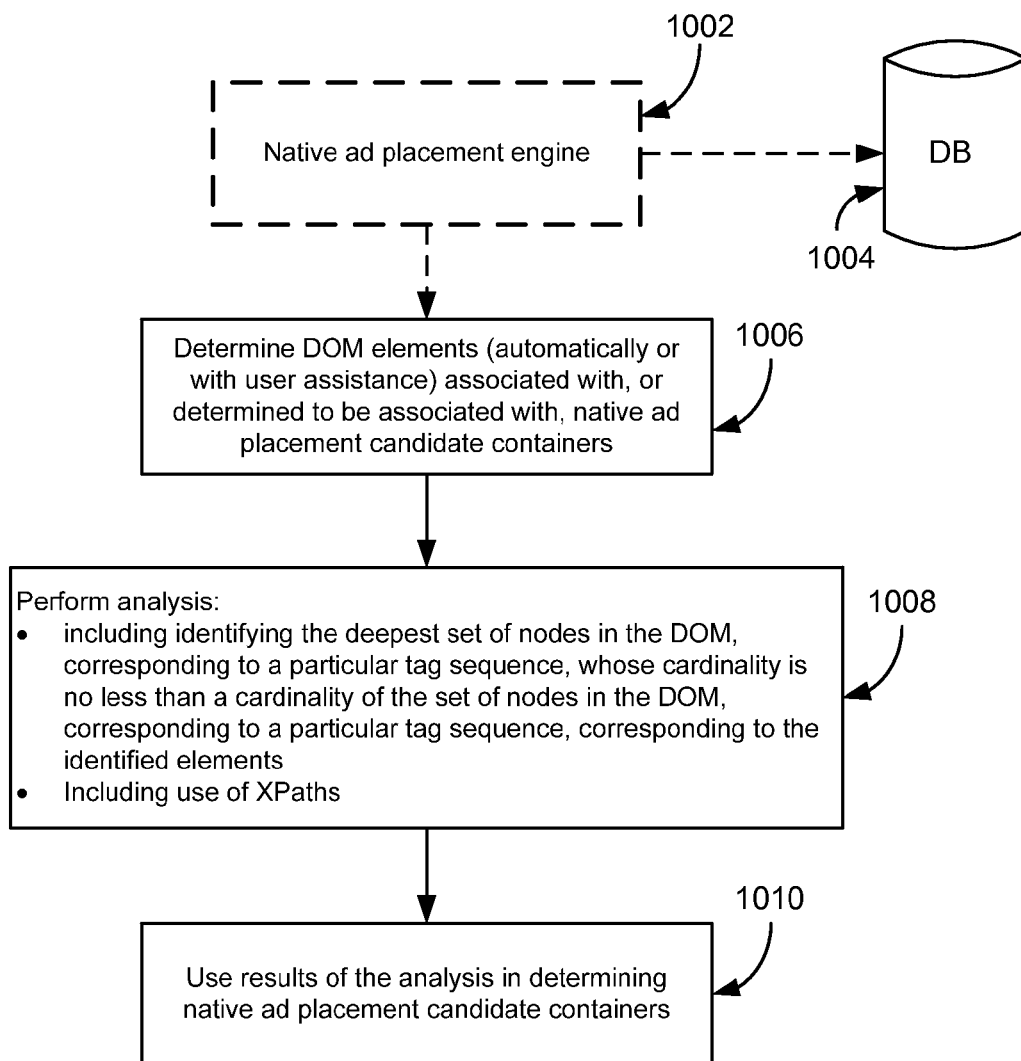 1002
Native ad placement engine
DB
1004
1006
Determine DOM elements (automatically or
with user assistance) associated with, or
determined to be associated with, native ad
placement candidate containers
1008
Perform analysis:
• including identifying the deepest set of nodes in the DOM,
corresponding to a particular tag sequence, whose cardinality is
no less than a cardinality of the set of nodes in the DOM,
corresponding to a particular tag sequence, corresponding to the
identified elements
• Including use of XPaths
1010
Use results of the analysis in determining
native ad placement candidate containers